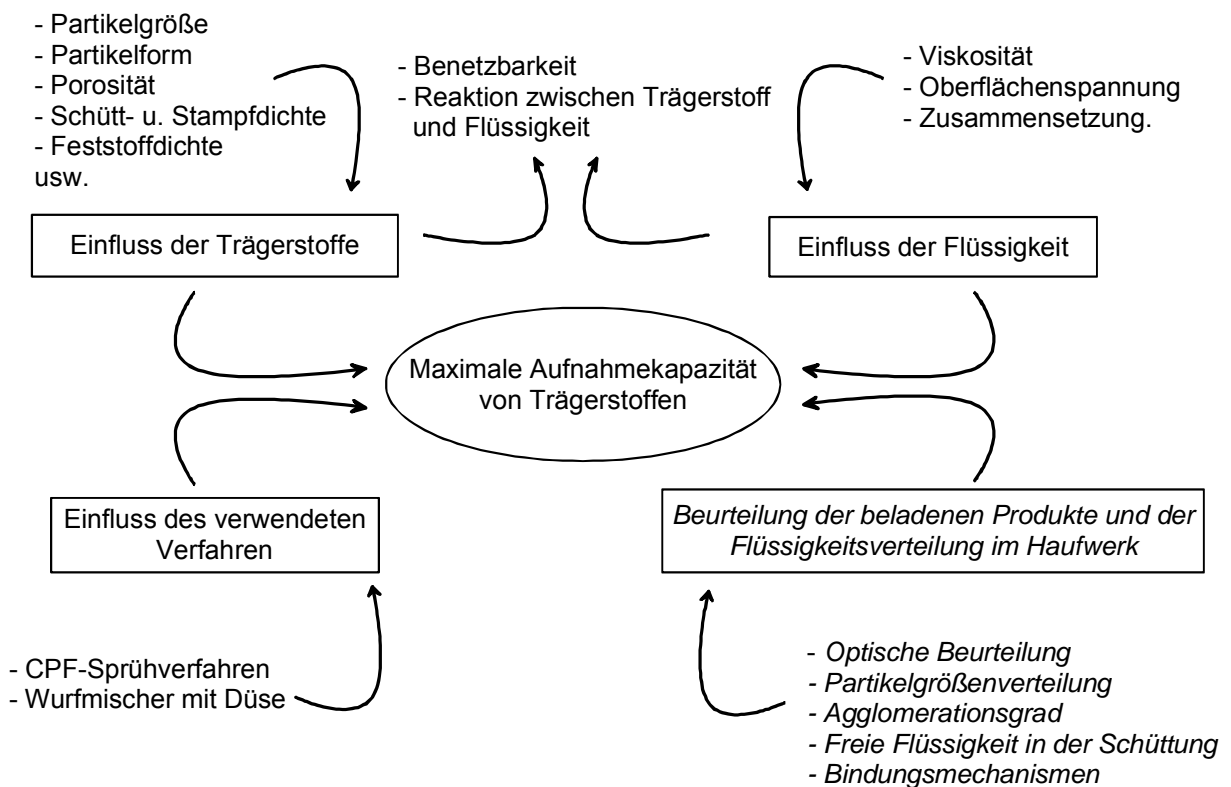 - Partikelgröße
- Partikelform
- Porosität
- Schütt- u. Stampfdichte
- Feststoffdichte
usw.
- Benetzbarkeit
- Reaktion zwischen Trägerstoff
und Flüssigkeit
- Viskosität
- Oberflächenspannung
- Zusammensetzung.
Einfluss der Trägerstoffe
Einfluss der Flüssigkeit
Maximale Aufnahmekapazität
von Trägerstoffen
Einfluss des verwendeten
Verfahren
Beurteilung der beladenen Produkte und der
Flüssigkeitsverteilung im Haufwerk
- CPF-Sprühverfahren
- Wurfmischer mit Düse
- Optische Beurteilung
- Partikelgrößenverteilung
- Agglomerationsgrad
- Freie Flüssigkeit in der Schüttung
- Bindungsmechanismen